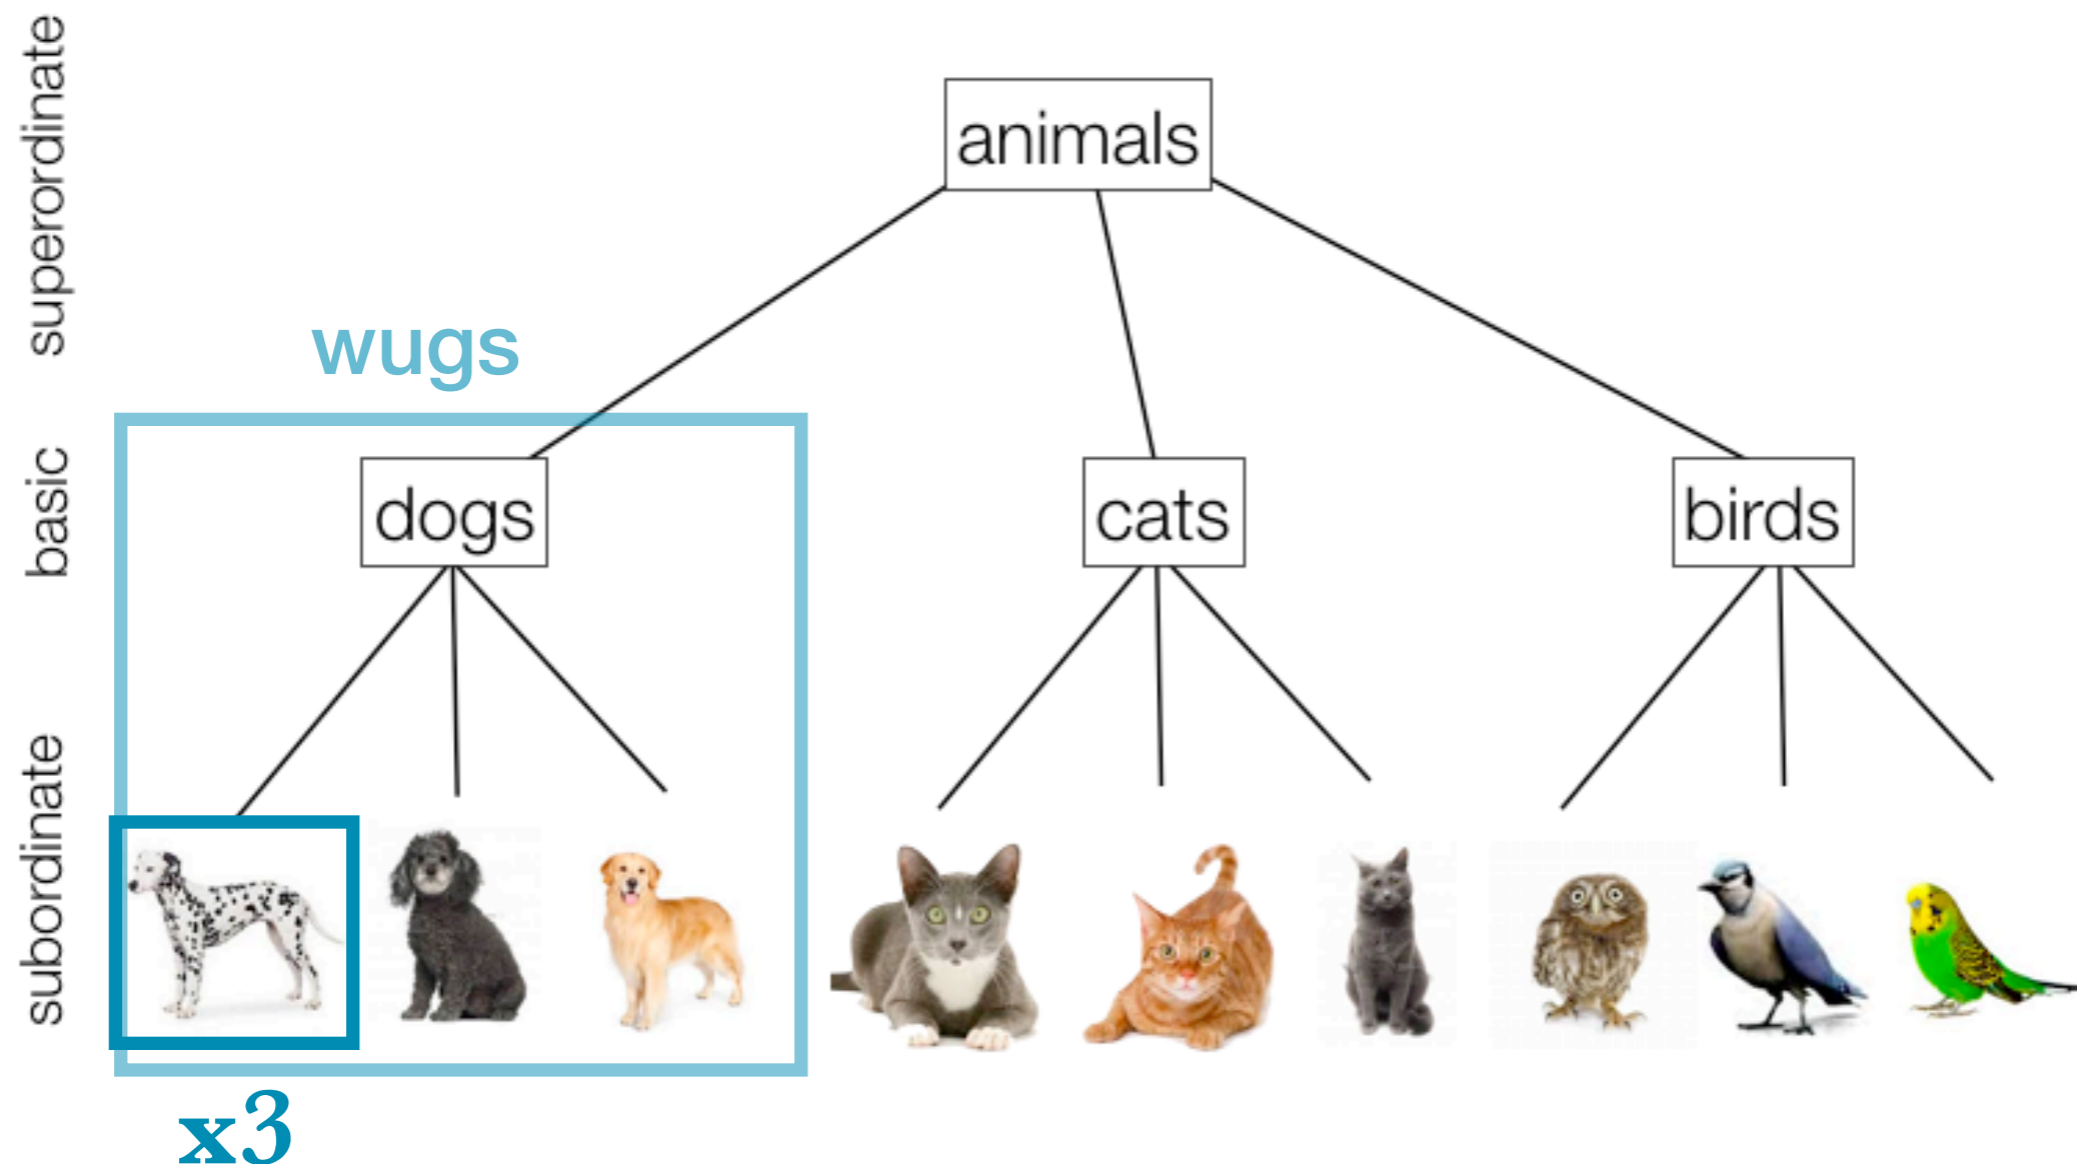 superordinate
animals
wugs
basic
dogs
cats
birds
subordinate
x3